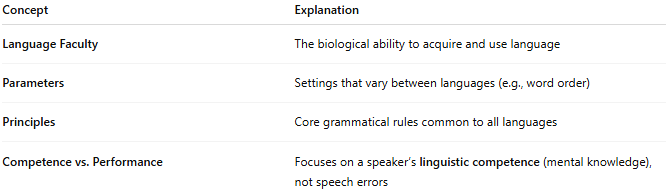 Concept Explanation
Language Faculty The biological ability to acquire and use language
Parameters Settings that vary between languages (e.g., word order)
Principles Core grammatical rules common to all languages
Competence vs. Performance Focuses on a speaker's linguistic competence (mental knowledge),
not speech errors